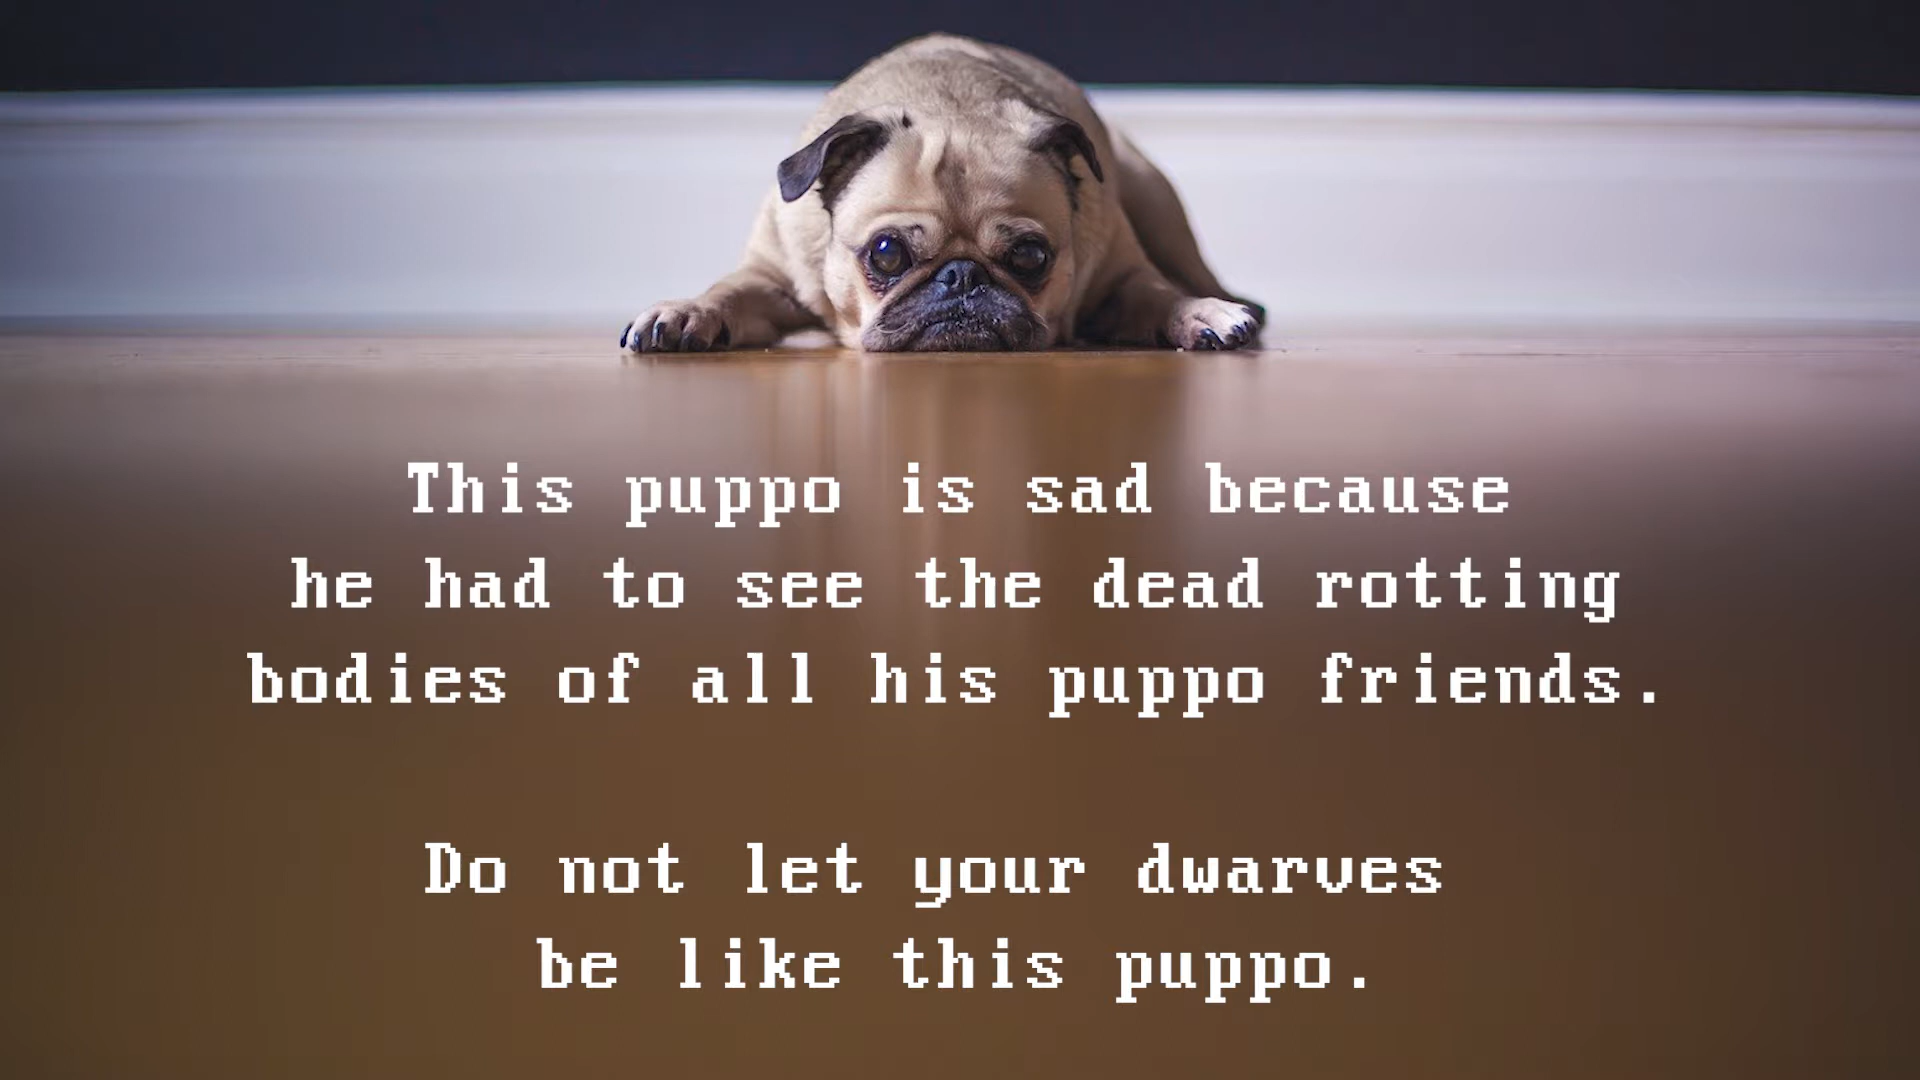 This puppo is sad because
he had to see the dead rotting
bodies of all his puppo friends.
Do not let your dwarves
be like this puppo.